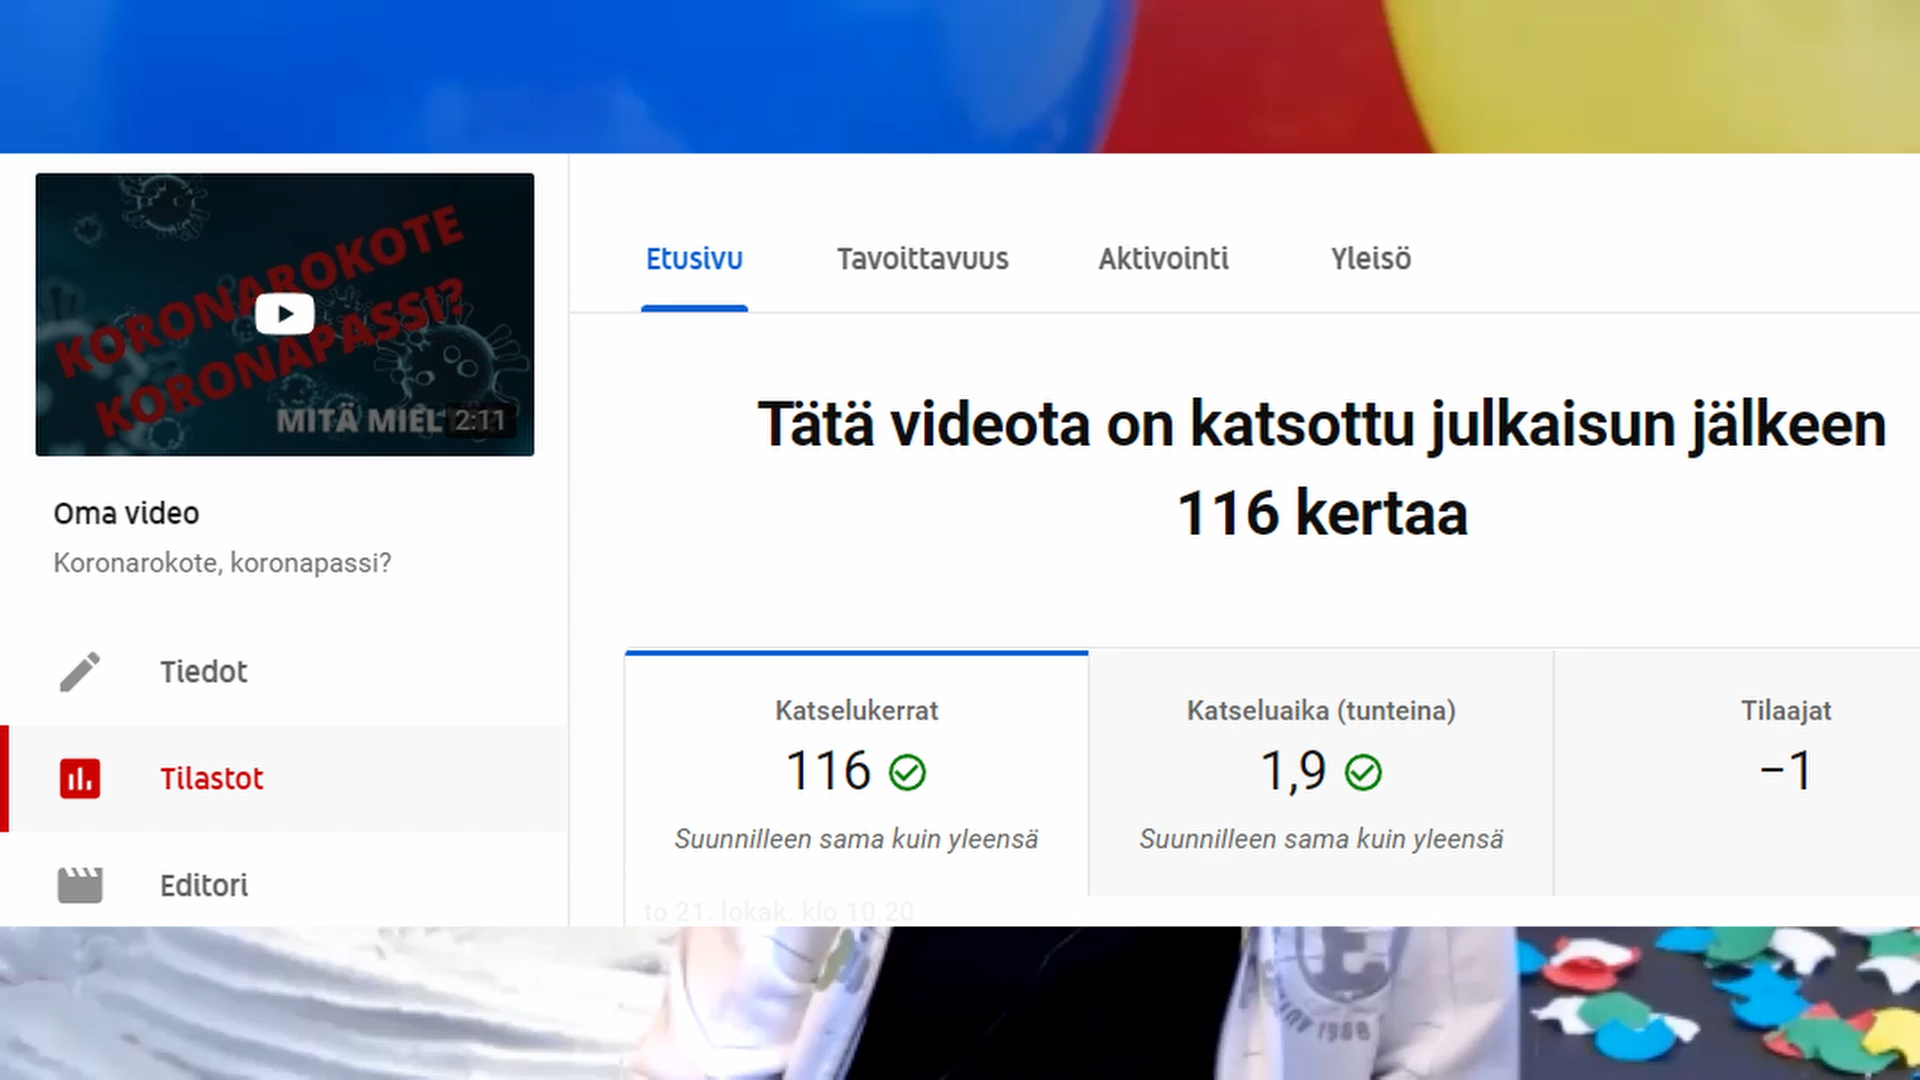 KORONAROKOTE
KORONAPASSI?
MITÄ MIEL
2:11
Oma video
Koronarokote, koronapassi?
Tiedot
Tilastot
Editori
Etusivu
Tavoittavuus
Aktivointi
Yleisö
Tätä videota on katsottu julkaisun jälkeen
116 kertaa
Katselukerrat
116
Suunnilleen sama kuin yleensä
Katseluaika (tunteina)
1,9
Suunnilleen sama kuin yleensä
Tilaajat
–1
to 21. lokak. klo 10.20
E
1988